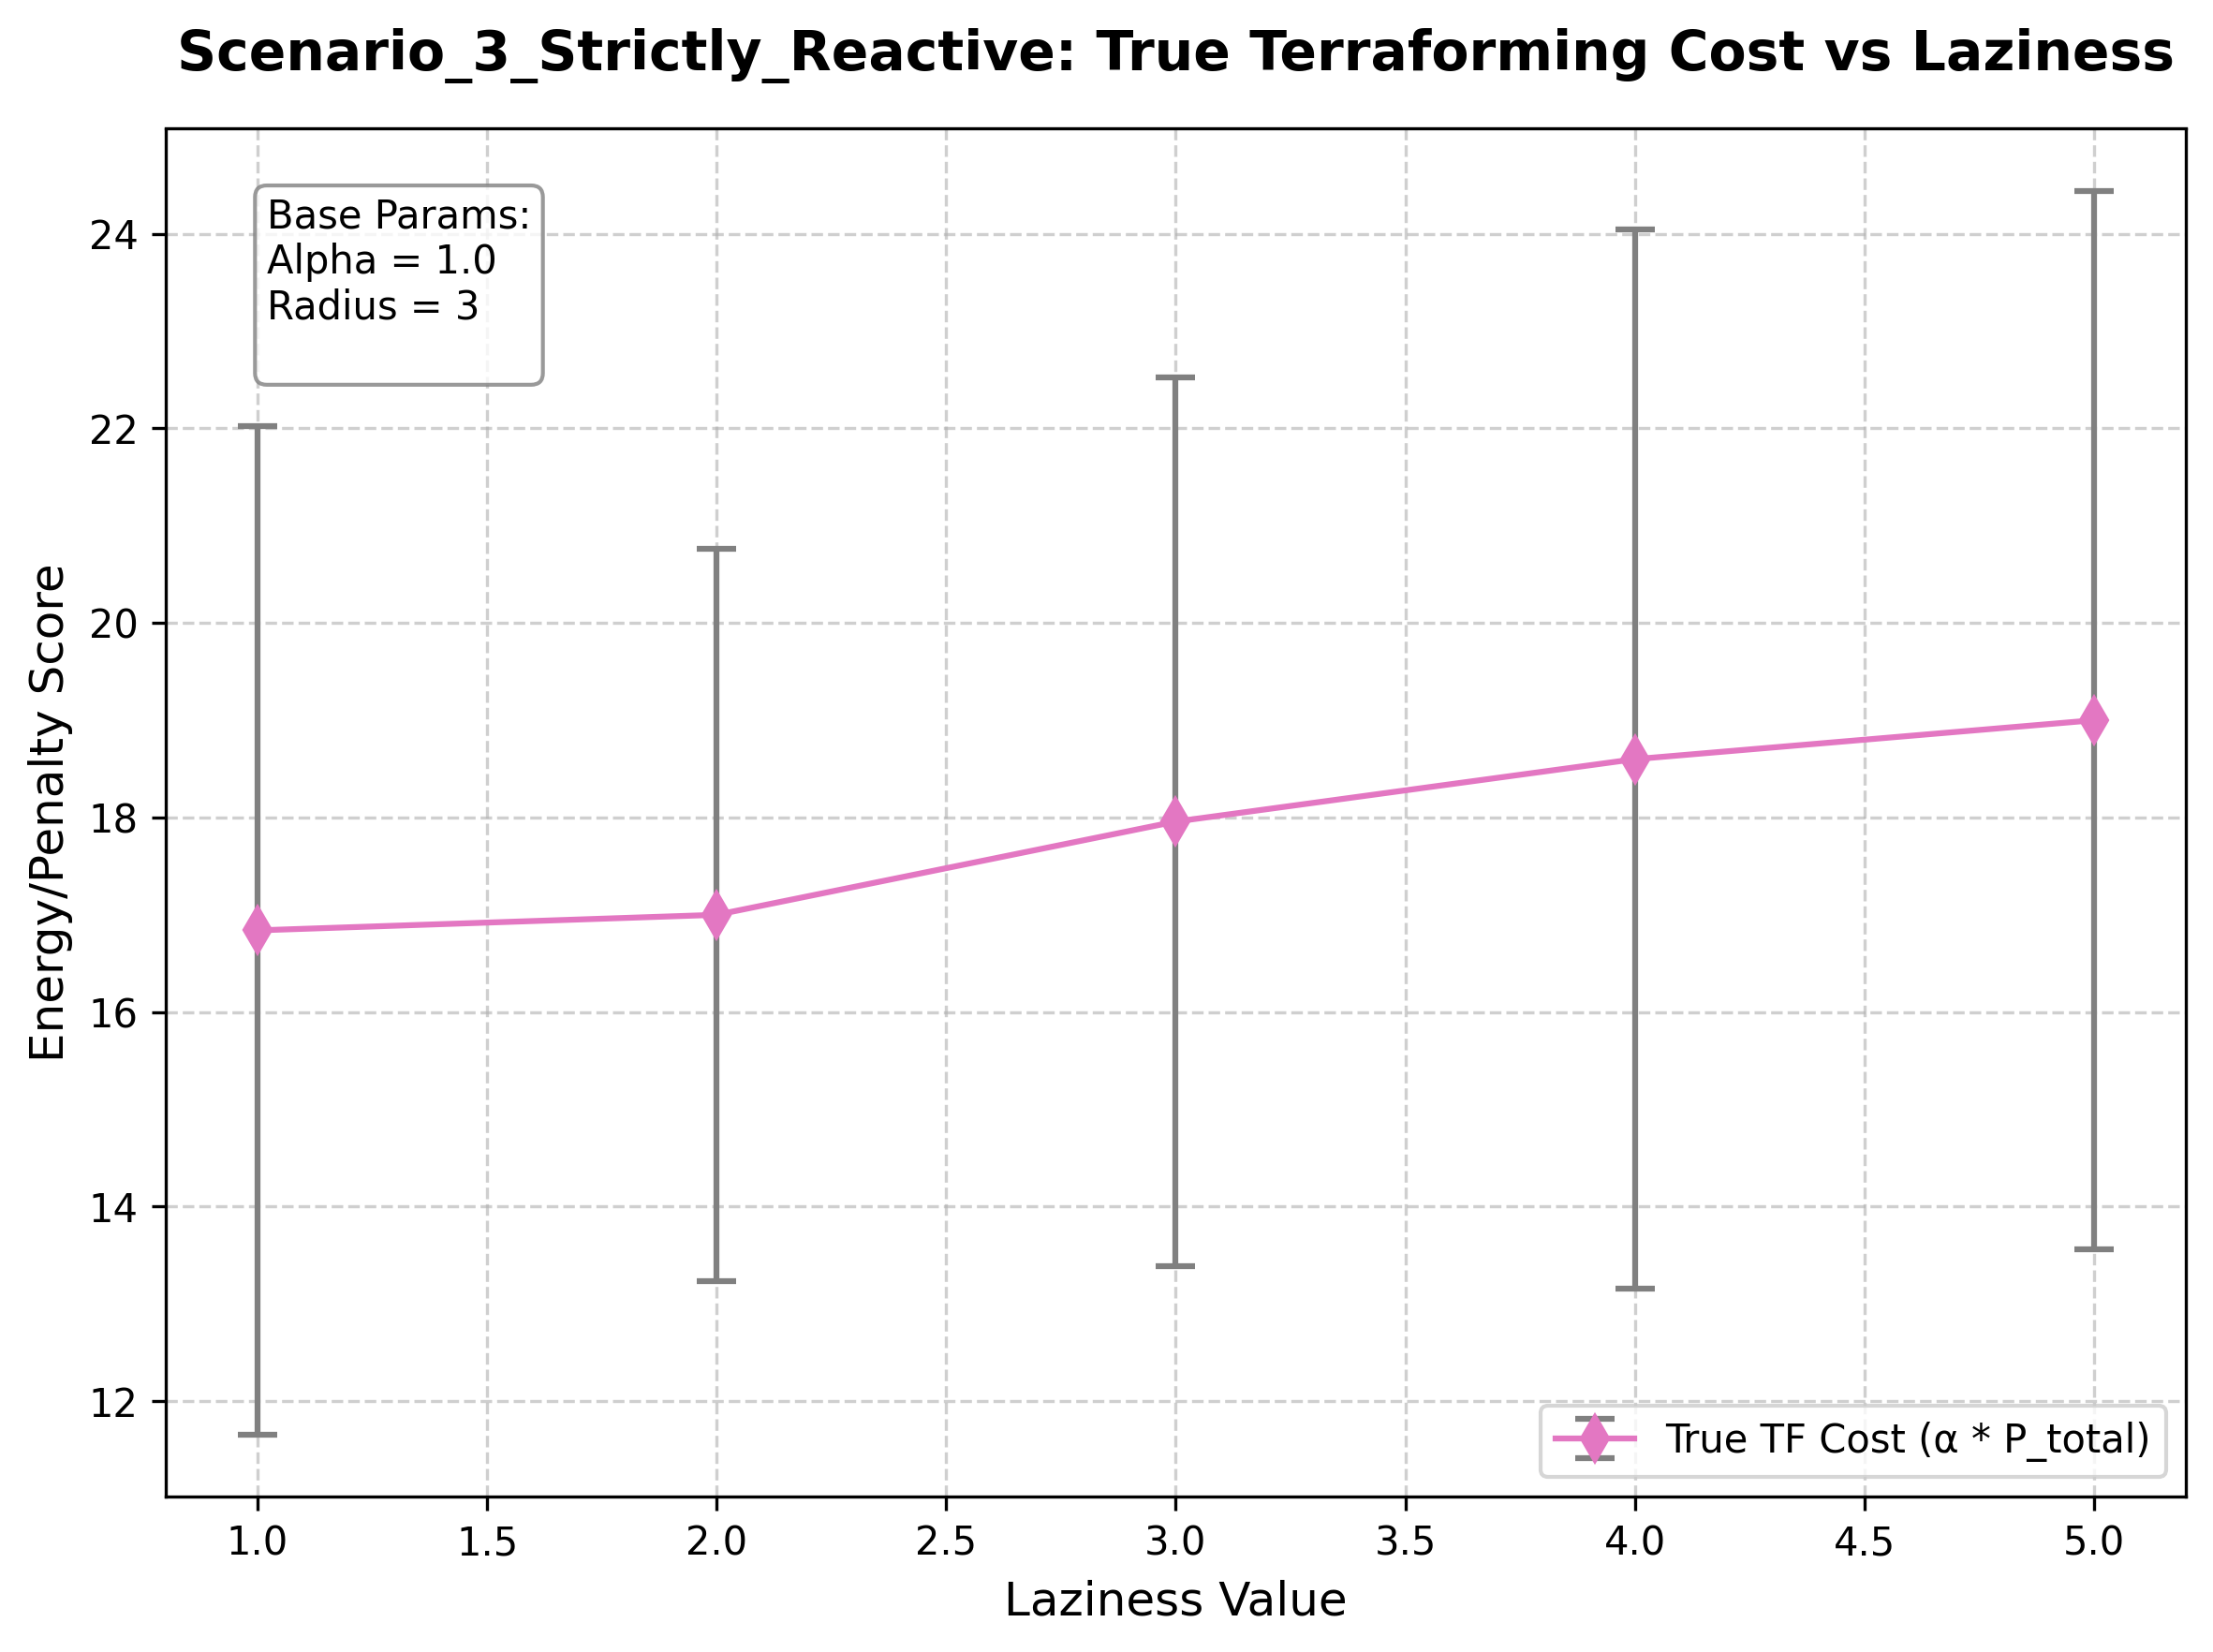 Scenario_3_Strictly_Reactive: True Terraforming Cost vs Laziness
Base Params:
Alpha = 1.0
Radius = 3
Energy/Penalty Score
24
22
20
18
16
14
12
True TF Cost (α * P_total)
1.0 1.5 2.0 2.5 3.0 3.5 4.0 4.5 5.0
Laziness Value